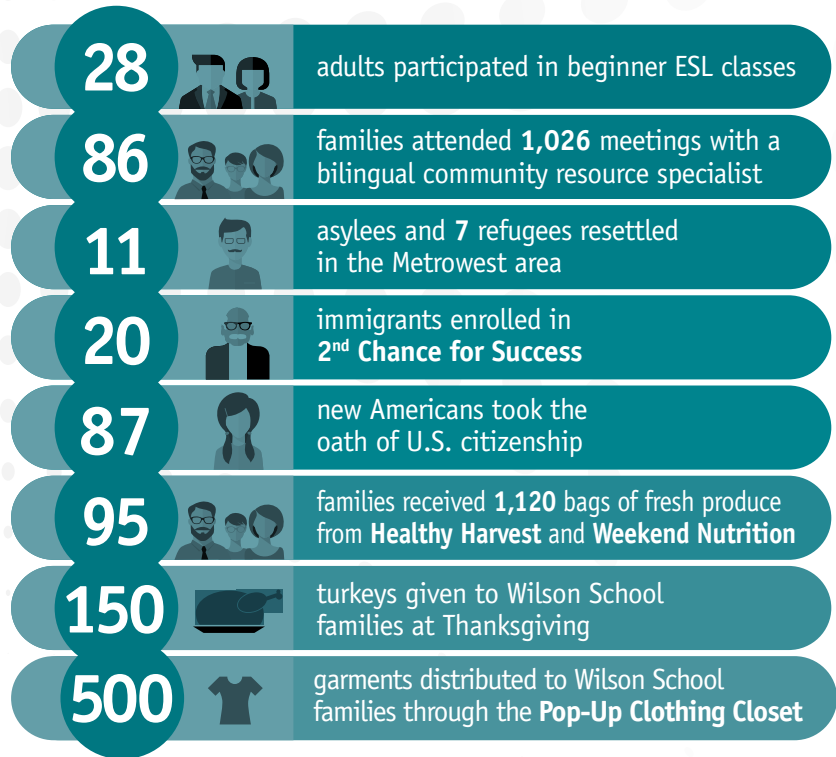 28
adults participated in beginner ESL classes
86
families attended 1,026 meetings with a
bilingual community resource specialist
11
asylees and 7 refugees resettled
in the Metrowest area
20
immigrants enrolled in
2nd Chance for Success
87
new Americans took the
oath of U.S. citizenship
95
families received 1,120 bags of fresh produce
from Healthy Harvest and Weekend Nutrition
150
turkeys given to Wilson School
families at Thanksgiving
500
garments distributed to Wilson School
families through the Pop-Up Clothing Closet